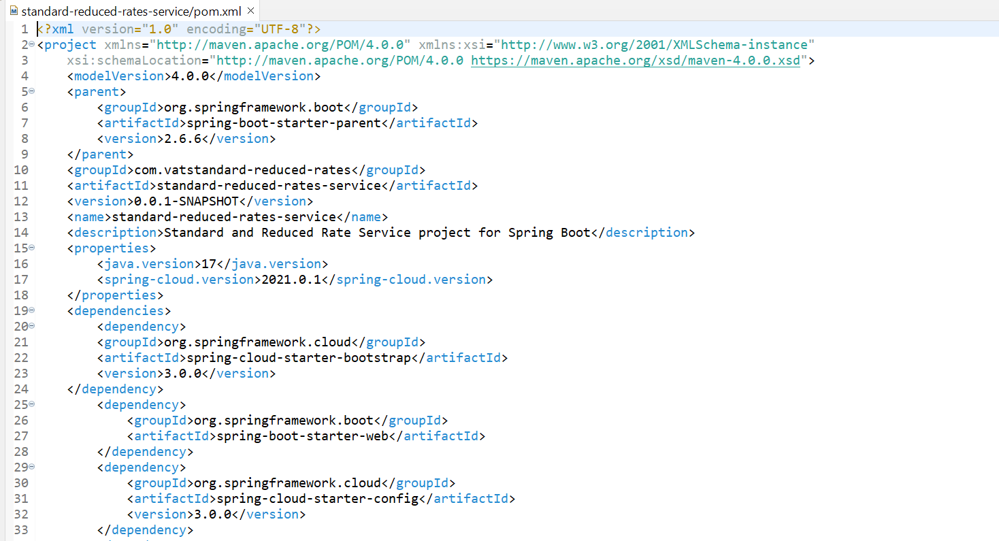 standard-reduced-rates-service/pom.xml
1 <?xml version="1.0" encoding="UTF-8"?>
2 <project xmlns="http://maven.apache.org/POM/4.0.0" xmlns:xsi="http://www.w3.org/2001/XMLSchema-instance"
3     xsi:schemaLocation="http://maven.apache.org/POM/4.0.0 https://maven.apache.org/xsd/maven-4.0.0.xsd">
4     <modelVersion>4.0.0</modelVersion>
5     <parent>
6         <groupId>org.springframework.boot</groupId>
7         <artifactId>spring-boot-starter-parent</artifactId>
8         <version>2.6.6</version>
9     </parent>
10     <groupId>com.vatstandard-reduced-rates</groupId>
11     <artifactId>standard-reduced-rates-service</artifactId>
12     <version>0.0.1-SNAPSHOT</version>
13     <name>standard-reduced-rates-service</name>
14     <description>Standard and Reduced Rate Service project for Spring Boot</description>
15     <properties>
16         <java.version>17</java.version>
17         <spring-cloud.version>2021.0.1</spring-cloud.version>
18     </properties>
19     <dependencies>
20         <dependency>
21         <groupId>org.springframework.cloud</groupId>
22         <artifactId>spring-cloud-starter-bootstrap</artifactId>
23         <version>3.0.0</version>
24     </dependency>
25         <dependency>
26             <groupId>org.springframework.boot</groupId>
27             <artifactId>spring-boot-starter-web</artifactId>
28         </dependency>
29         <dependency>
30             <groupId>org.springframework.cloud</groupId>
31             <artifactId>spring-cloud-starter-config</artifactId>
32             <version>3.0.0</version>
33         </dependency>